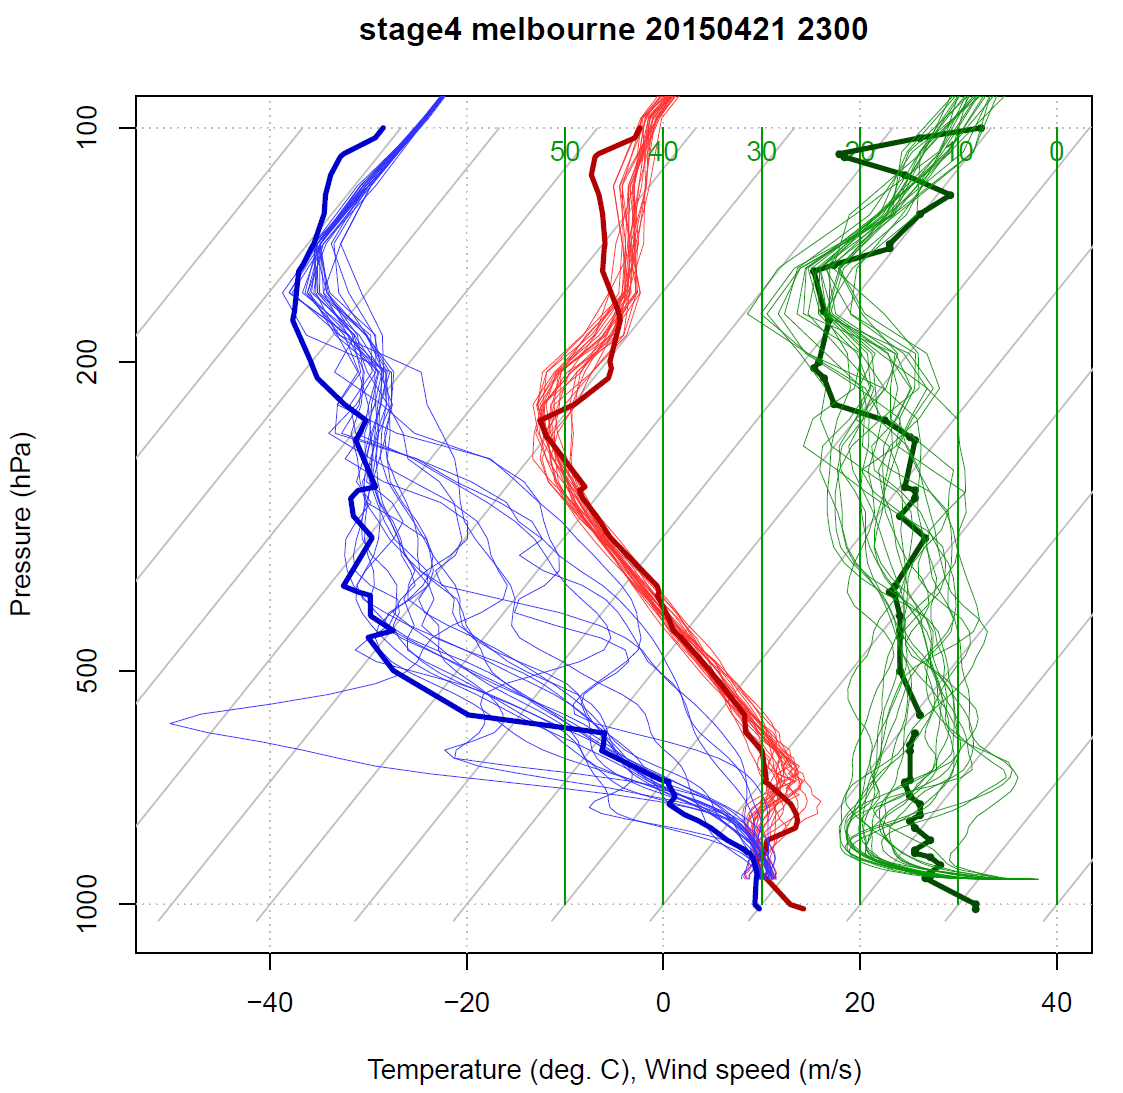 stage4 melbourne 20150421 2300
100
200
500
1000
Pressure (hPa)
50 40 30 20 10 0
−40 −20 0 20 40
Temperature (deg. C), Wind speed (m/s)